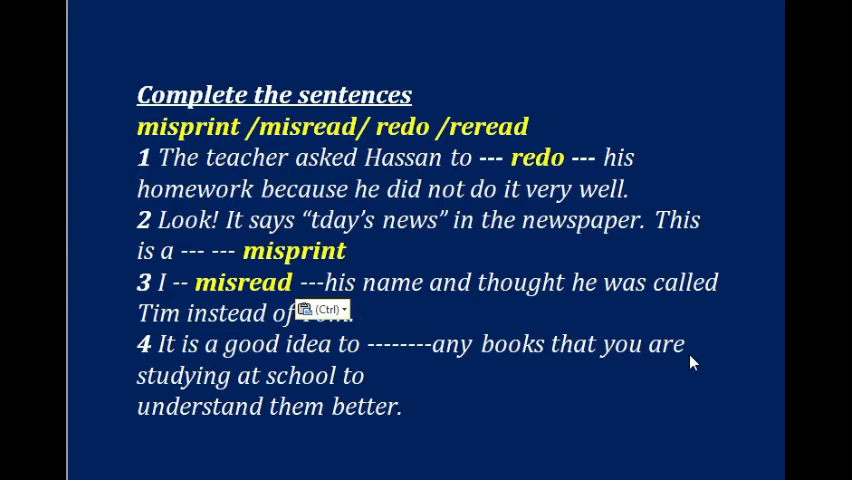 Complete the sentences
misprint /misread/ redo /reread
1 The teacher asked Hassan to --- redo --- his
homework because he did not do it very well.
2 Look! It says “tday’s news” in the newspaper. This
is a --- --- misprint
3 I -- misread ---his name and thought he was called
Tim instead of
(Ctrl)
4 It is a good idea to --------any books that you are
studying at school to
understand them better.